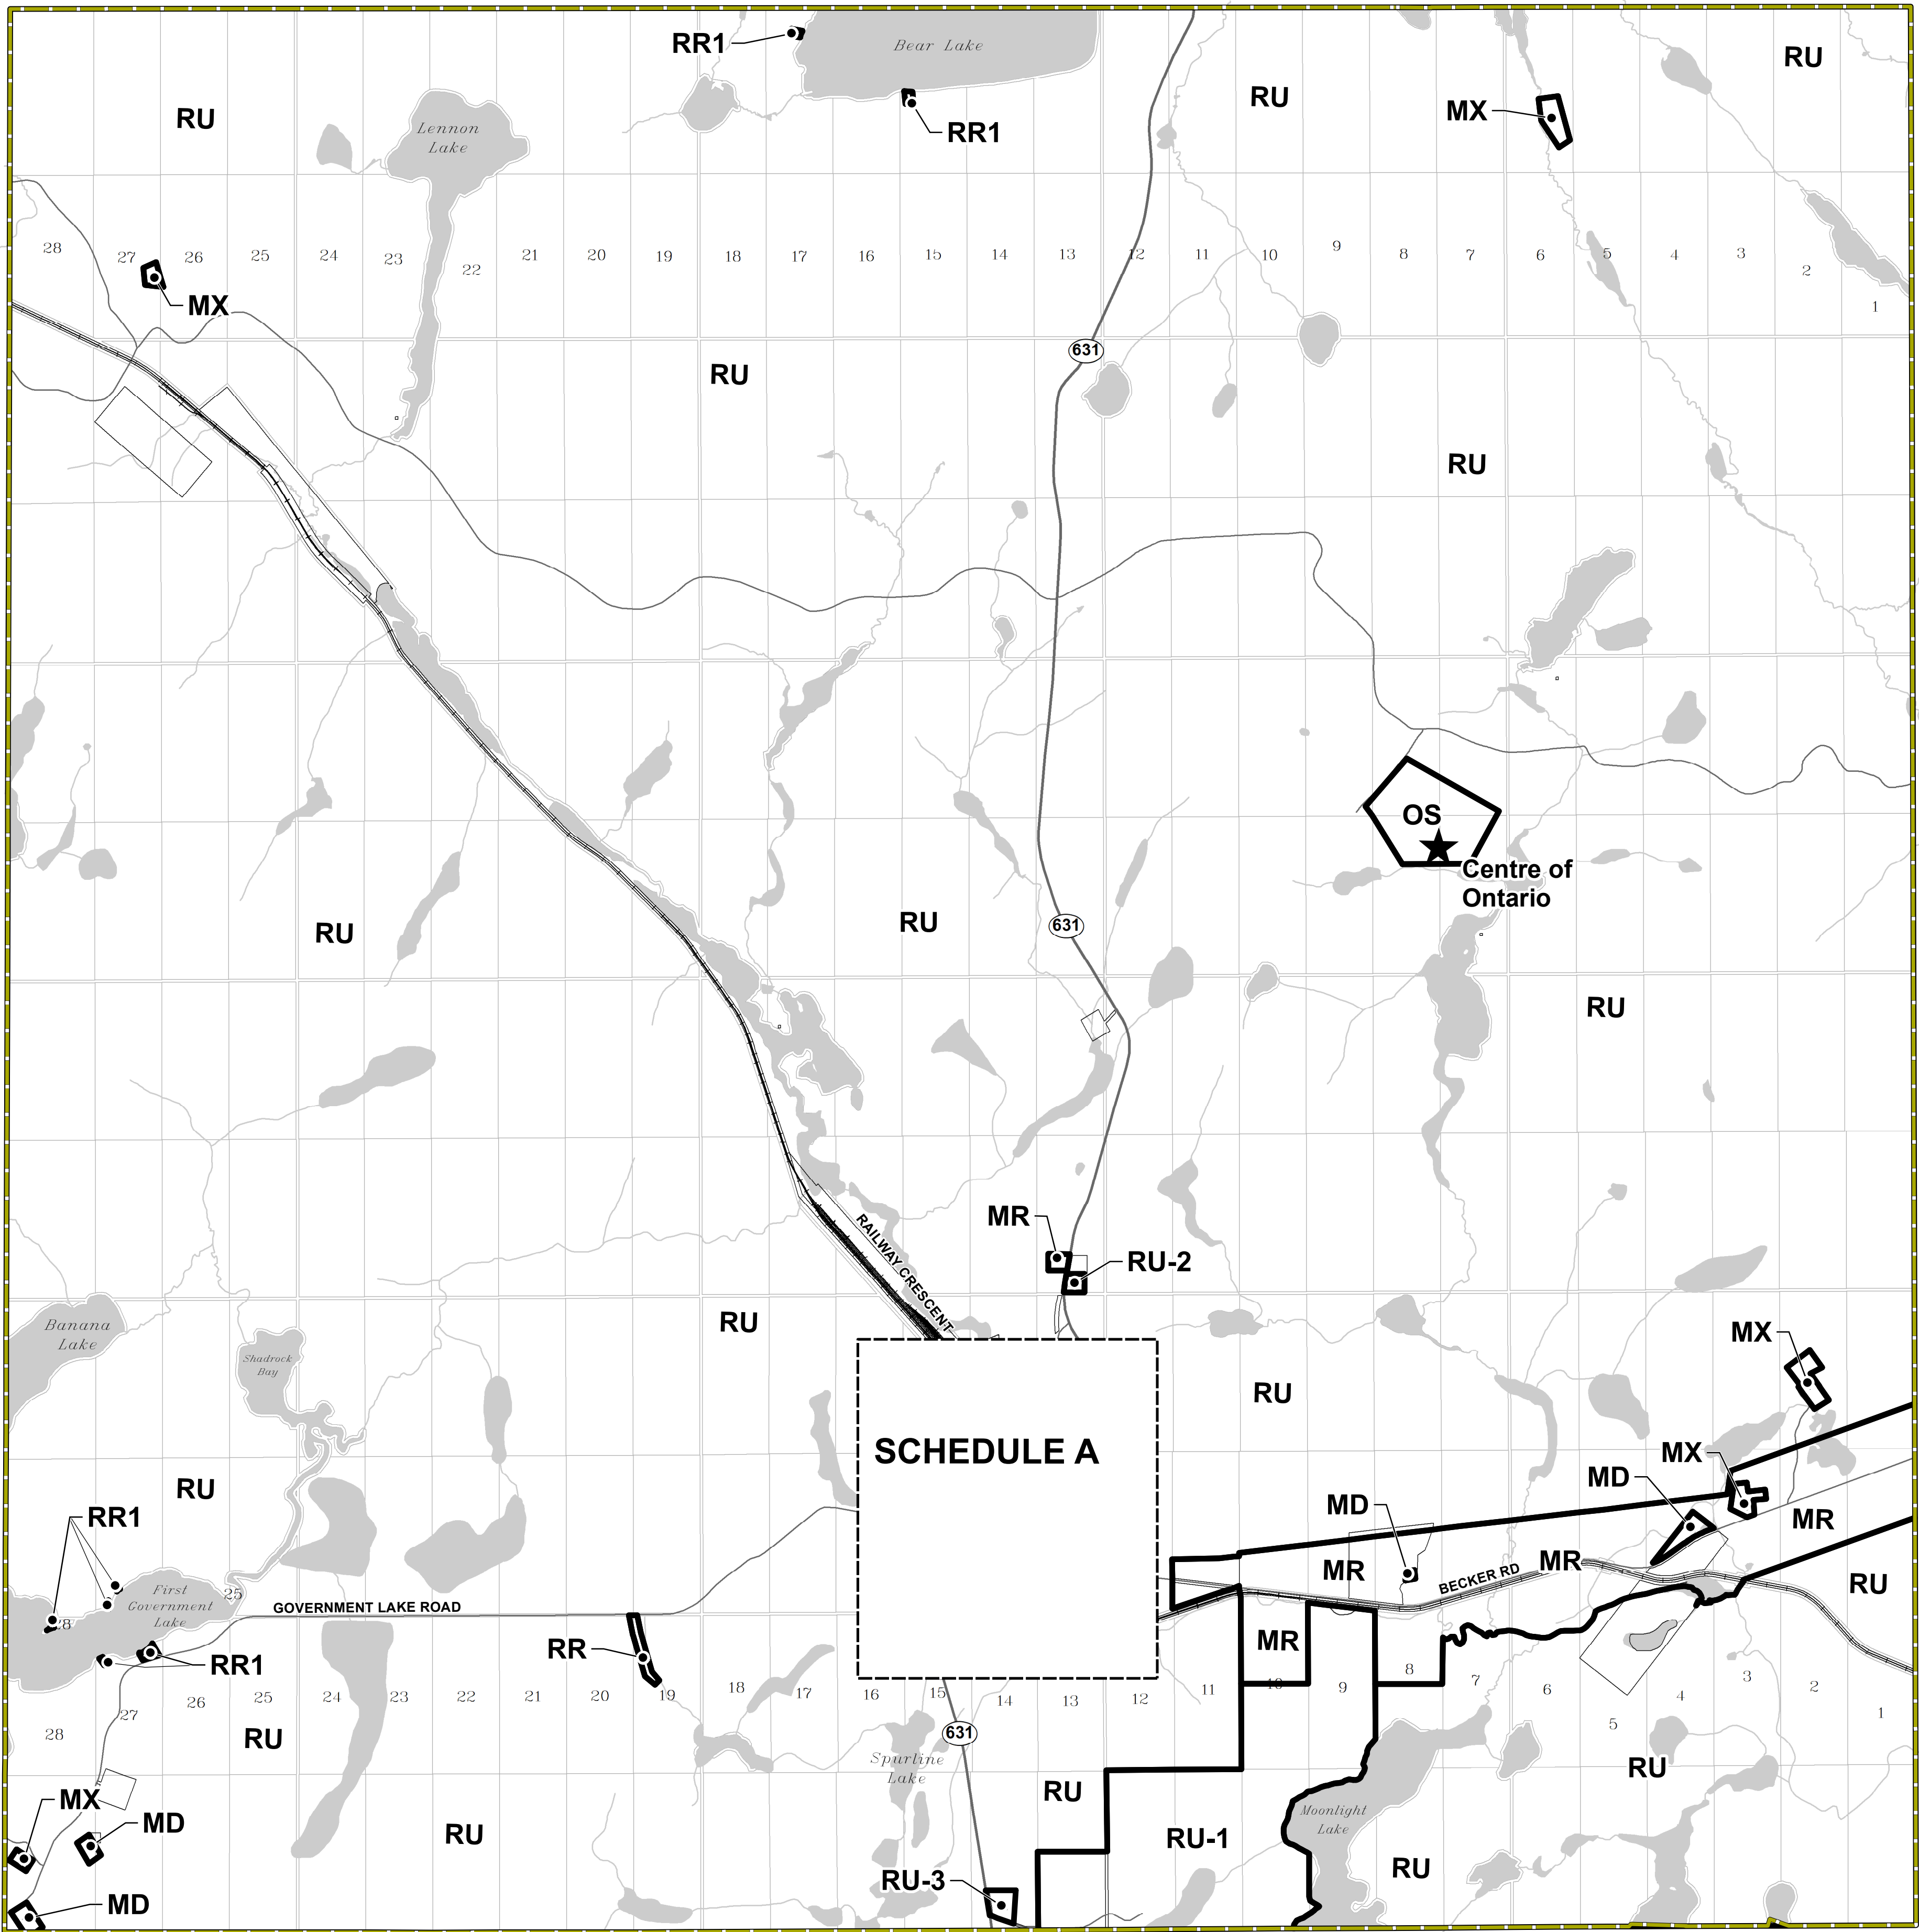 RR1
Bear Lake
RU
RU
RU
MX
Lennon
Lake
RR1
28
27
26
25
24
23
22
21
20
19
18
17
16
15
14
13
12
11
10
9
8
7
6
5
4
3
2
1
MX
631
RU
RU
OS
Centre of
Ontario
RU
RU
631
RU
MR
RU-2
RAILWAY CRESCENT
Banana
Lake
Shadrock
Bay
RU
MX
RU
SCHEDULE A
MX
MD
RU
MD
RR1
MR
MR
MR
BECKER RD
RU
First
Government
Lake
25
28
GOVERNMENT LAKE ROAD
RR
RR1
MR
28
27
26
25
24
23
22
21
20
19
18
17
16
15
14
13
12
11
10
9
8
7
6
5
4
3
2
1
RU
631
Spurline
Lake
RU
RU
MX
MD
RU
Moonlight
Lake
RU-1
RU
RU-3
MD